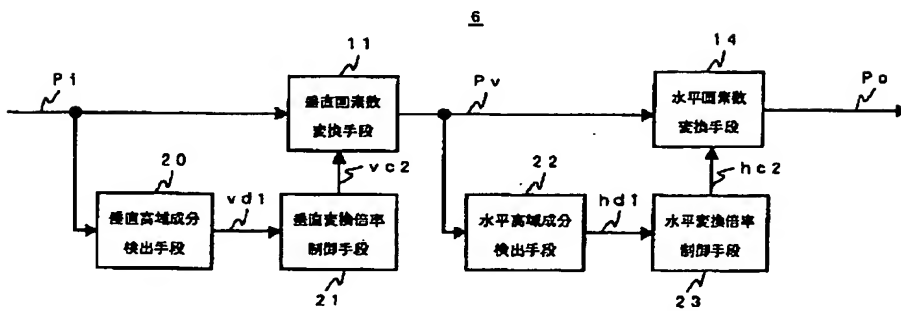 6
11
14
Pi
Pv
Po
垂直画素数
変換手段
水平画素数
変換手段
20
vd1
vc2
22
hd1
hc2
垂直高域成分
検出手段
垂直変換倍率
制御手段
水平高域成分
検出手段
水平変換倍率
制御手段
21
23